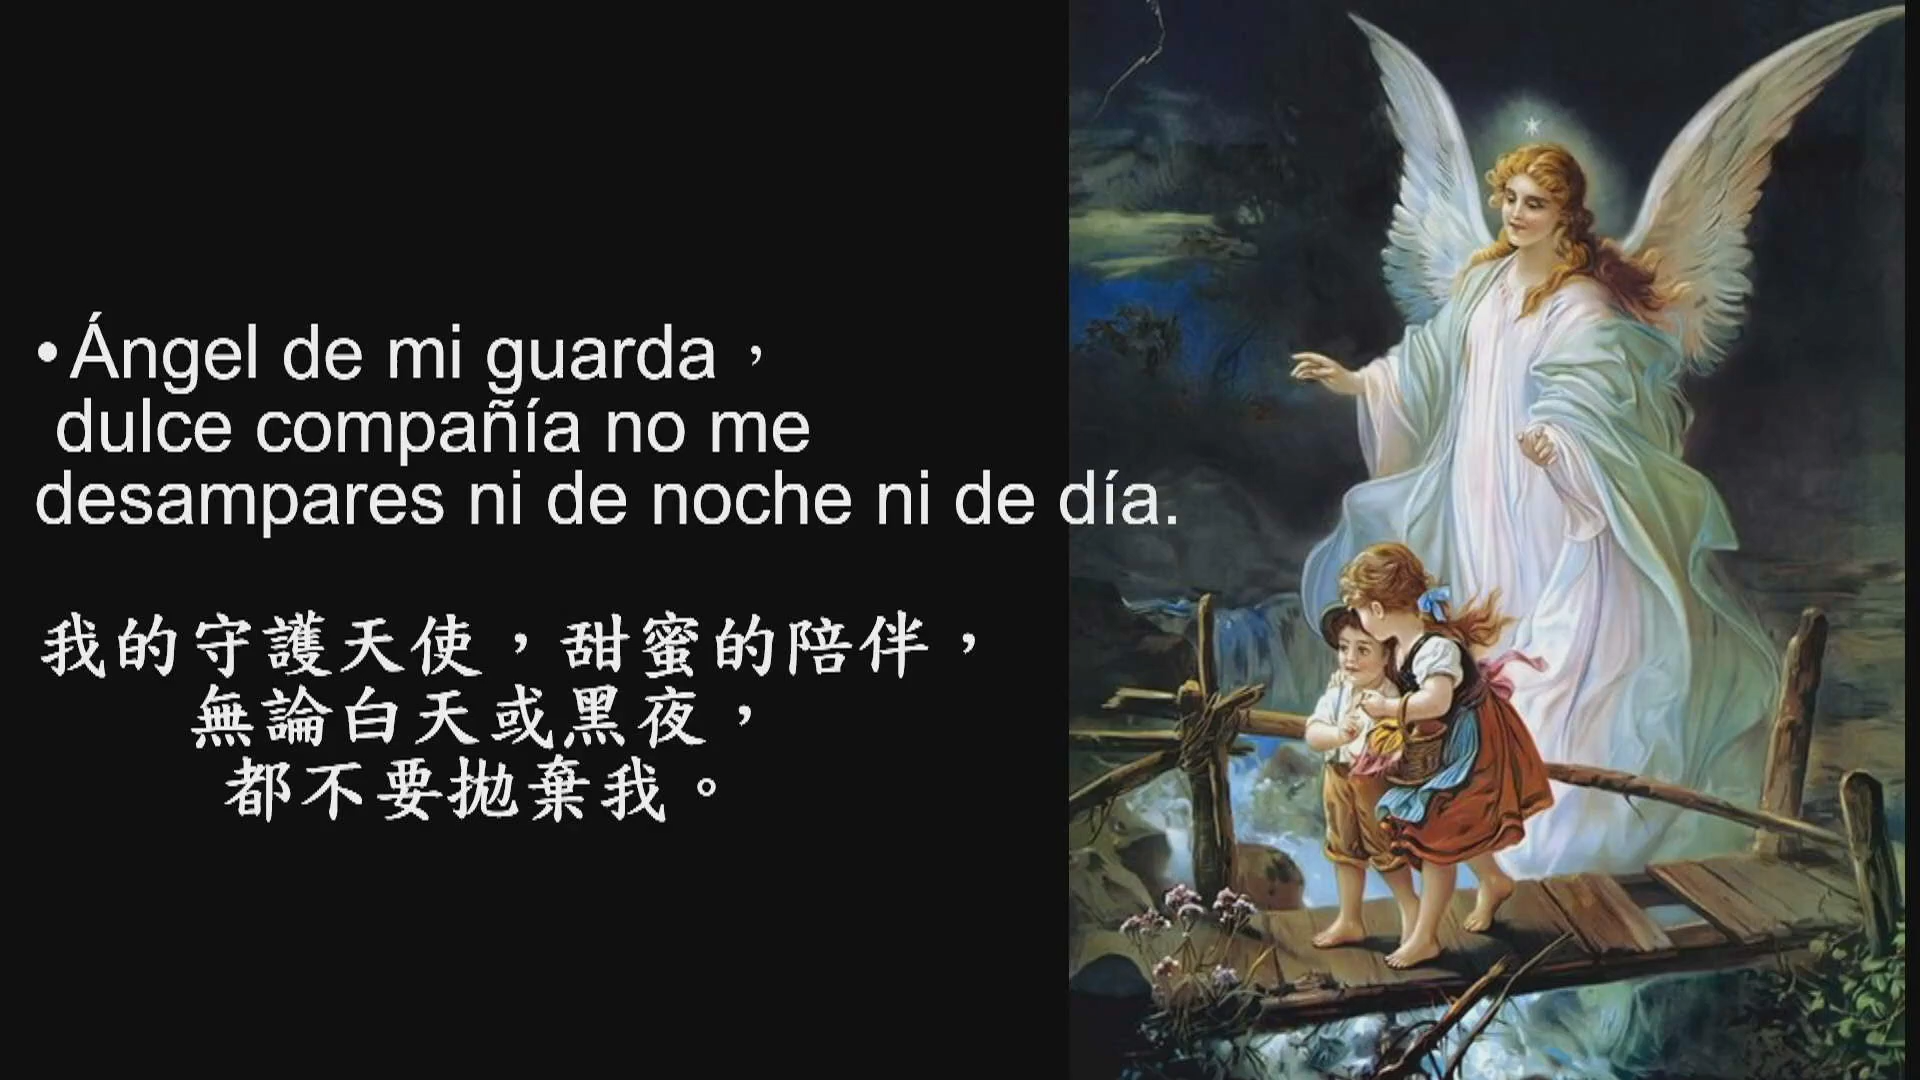 •Ángel de mi guarda，
dulce compañía no me
desampares ni de noche ni de día.
我的守護天使，甜蜜的陪伴，
無論白天或黑夜，
都不要拋棄我。